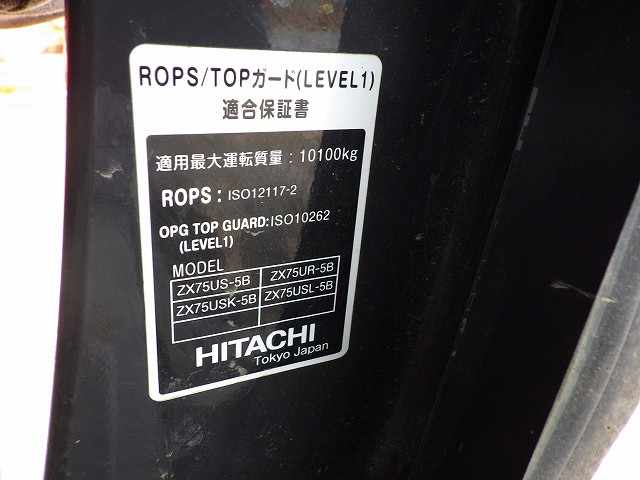 ROPS/TOPガード(LEVEL1)
適合保証書
適用最大運転質量：10100kg
ROPS：ISO12117-2
OPG TOP GUARD:ISO10262
(LEVEL1)
MODEL
ZX75US-5B ZX75UR-5B
ZX75USK-5B ZX75USL-5B
HITACHI
Tokyo Japan